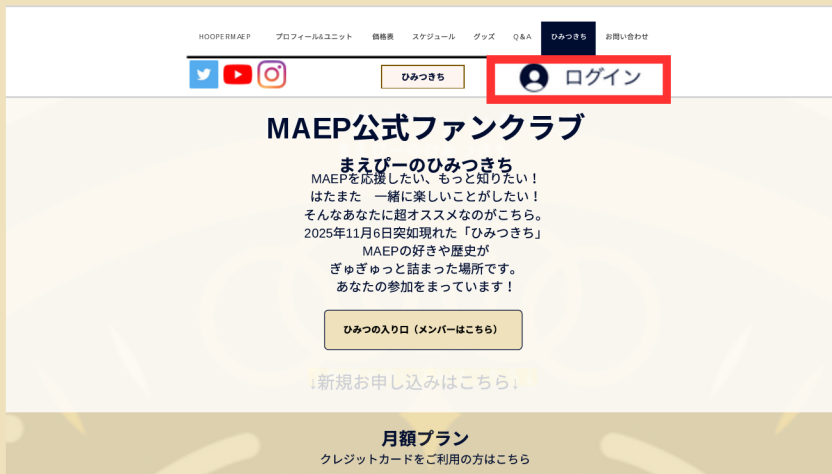 HOOPERMAEP プロフィール&ユニット 価格表 スケジュール グッズ Q&A ひみつきち お問い合わせ
ひみつきち ログイン
MAEP公式ファンクラブ
まえぴーのひみつきち
MAEPを応援したい、もっと知りたい！
はたまた　一緒に楽しいことがしたい！
そんなあなたに超オススメなのがこちら。
2025年11月6日突如現れた「ひみつきち」
MAEPの好きや歴史が
ぎゅぎゅっと詰まった場所です。
あなたの参加をまっています！
ひみつの入り口（メンバーはこちら）
↓新規お申し込みはこちら↓
月額プラン
クレジットカードをご利用の方はこちら